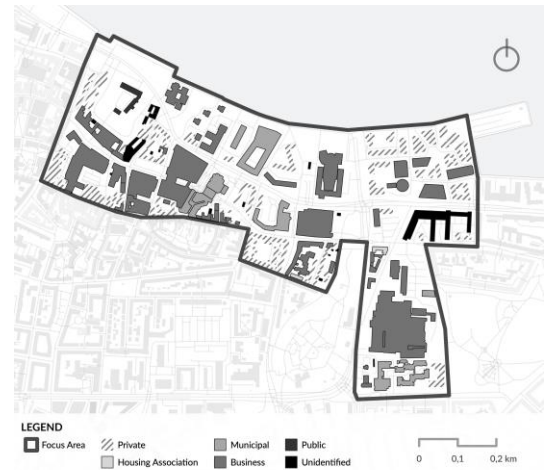 LEGEND
Focus Area
Private
Municipal
Public
Housing Association
Business
Unidentified
0 0,1 0,2 km